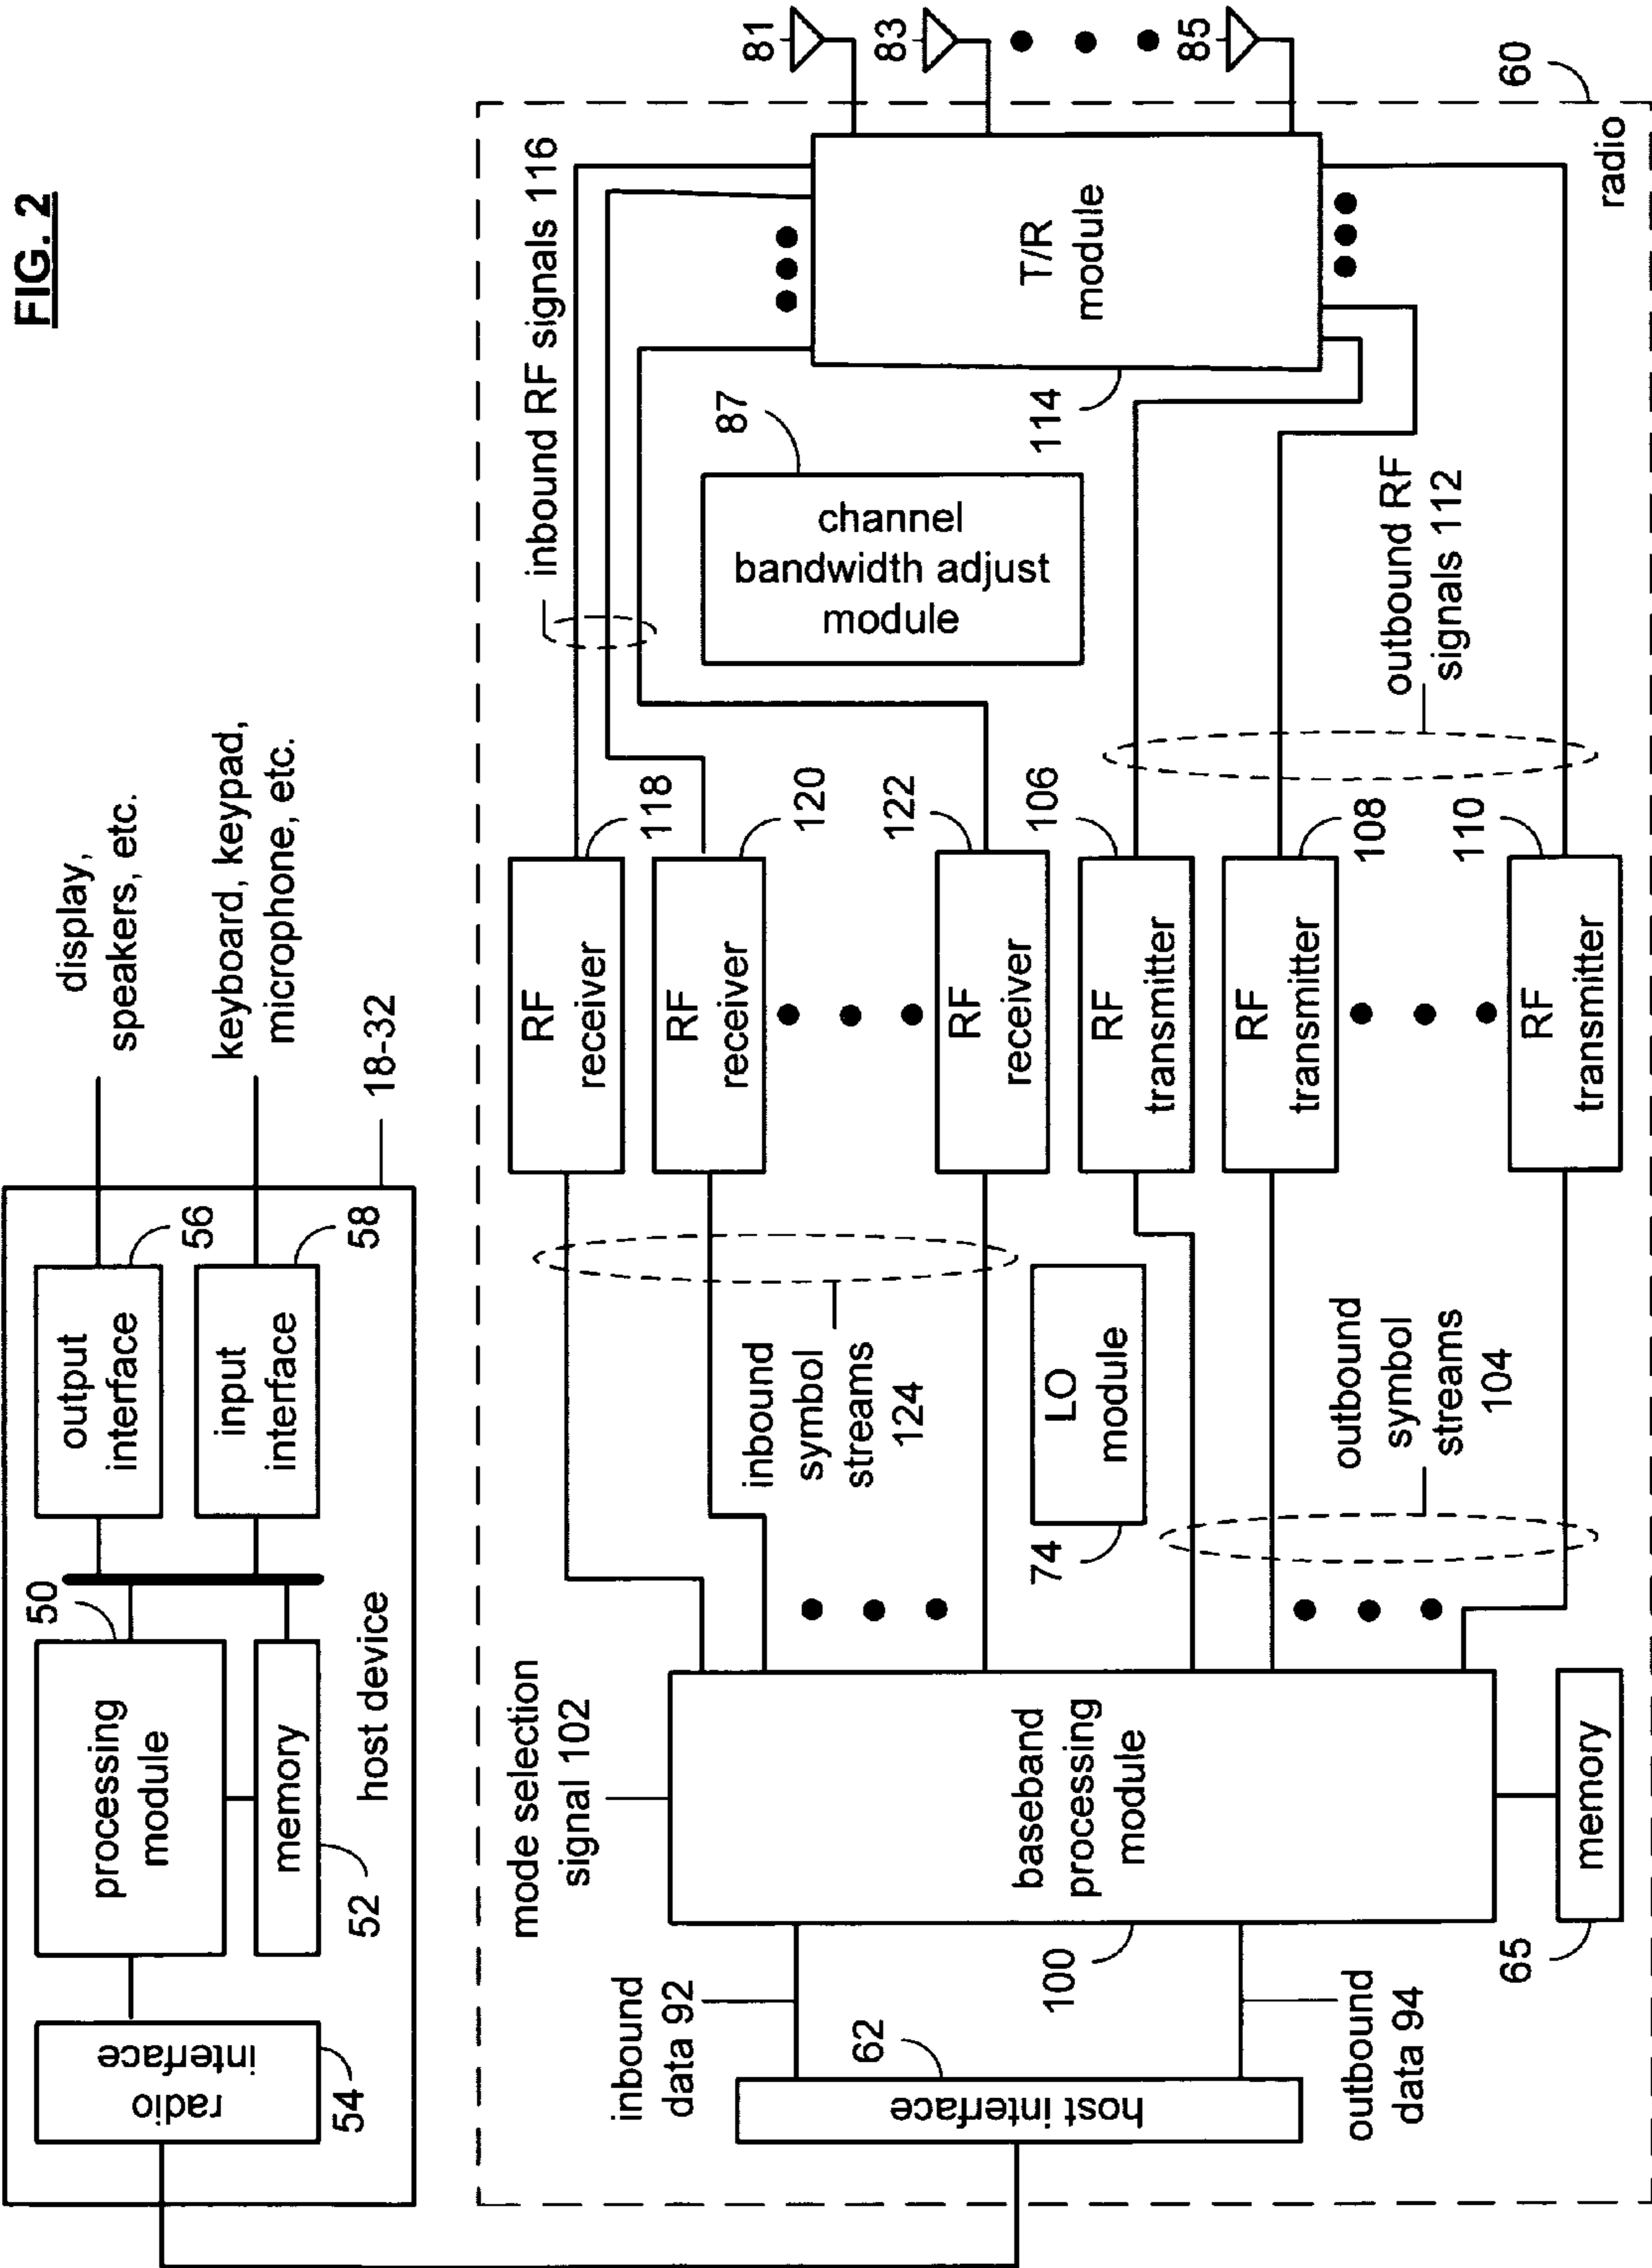 FIG. 2
display,
speakers, etc.
keyboard, keypad,
microphone, etc.
18-32
output
interface
56
input
interface
58
50
processing
module
memory
52
host device
radio
interface
54
mode selection
signal 102
inbound
data 92
62
host interface
outbound
data 94
baseband
processing
module
100
memory
65
inbound
symbol
streams
124
LO
module
74
outbound
symbol
streams
104
RF
receiver
118
RF
receiver
120
RF
receiver
122
RF
transmitter
106
RF
transmitter
108
RF
transmitter
110
inbound RF signals 116
channel
bandwidth adjust
module
87
outbound RF
signals 112
T/R
module
114
81
83
85
60
radio